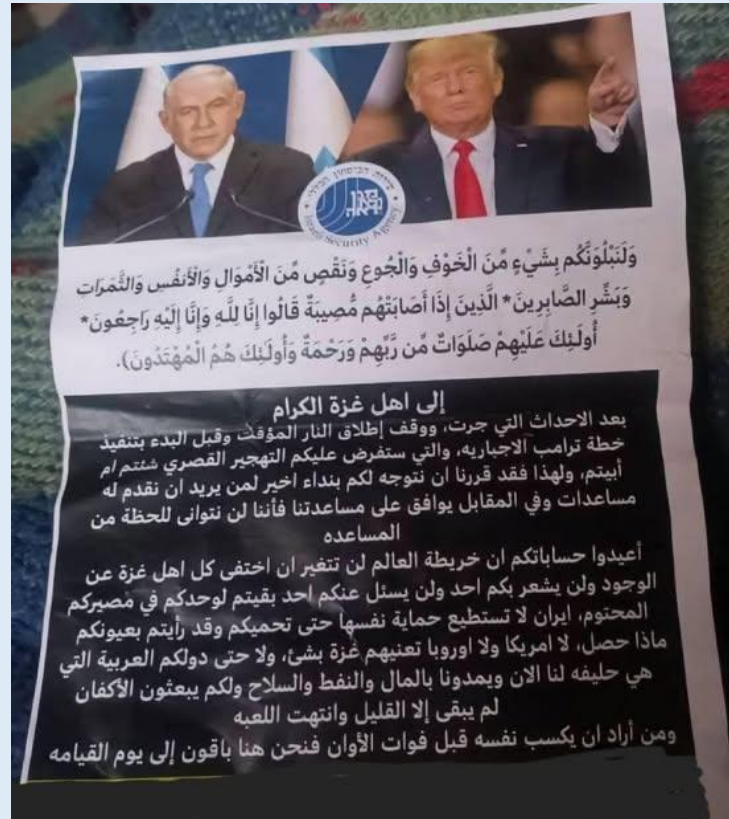 שירות הביטחון הכללי
Israel Security Agency
وَلَنَبْلُوَنَّكُم بِشَيْءٍ مِّنَ الْخَوْفِ وَالْجُوعِ وَنَقْصٍ مِّنَ الْأَمْوَالِ وَالْأَنفُسِ وَالثَّمَرَاتِ
وَبَشِّرِ الصَّابِرِينَ* الَّذِينَ إِذَا أَصَابَتْهُم مُّصِيبَةٌ قَالُوا إِنَّا لِلَّهِ وَإِنَّا إِلَيْهِ رَاجِعُونَ*
أُولَئِكَ عَلَيْهِمْ صَلَوَاتٌ مِّن رَّبِّهِمْ وَرَحْمَةٌ وَأُولَئِكَ هُمُ الْمُهْتَدُونَ).
إلى اهل غزة الكرام
بعد الاحداث التي جرت، ووقف إطلاق النار المؤقت وقبل البدء بتنفيذ
خطة ترامب الاجباريه، والتي ستفرض عليكم التهجير القصري شئتم ام
أبيتم، ولهذا فقد قررنا ان نتوجه لكم بنداء اخير لمن يريد ان نقدم له
مساعدات وفي المقابل يوافق على مساعدتنا فأننا لن نتوانى للحظة من
المساعده
أعيدوا حساباتكم ان خريطة العالم لن تتغير ان اختفى كل اهل غزة عن
الوجود ولن يشعر بكم احد ولن يسئل عنكم احد بقيتم لوحدكم في مصيركم
المحتوم، ايران لا تستطيع حماية نفسها حتى تحميكم وقد رأيتم بعيونكم
ماذا حصل، لا امريكا ولا اوروبا تعنيهم غزة بشئ، ولا حتى دولكم العربية التي
هي حليفه لنا الان ويمدونا بالمال والنفط والسلاح ولكم يبعثون الأكفان
لم يبقى إلا القليل وانتهت اللعبه
ومن أراد ان يكسب نفسه قبل فوات الأوان فنحن هنا باقون إلى يوم القيامه